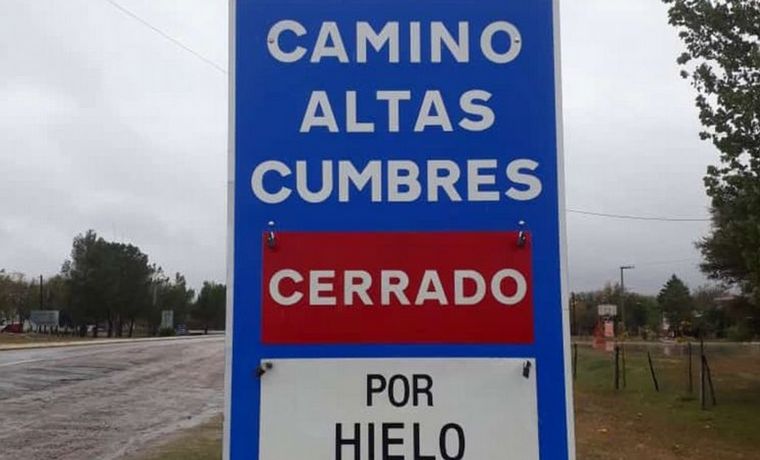 CAMINO
ALTAS
CUMBRES
CERRADO
POR
HIELO